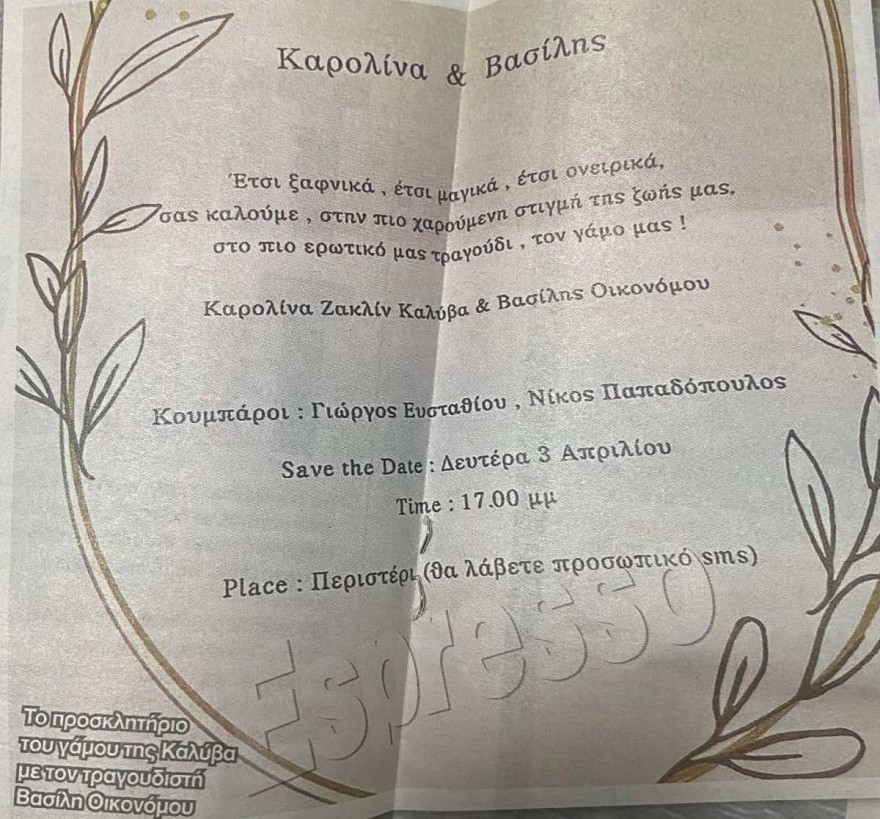 Καρολίνα & Βασίλης
Έτσι ξαφνικά , έτσι μαγικά , έτσι ονειρικά,
σας καλούμε , στην πιο χαρούμενη στιγμή της ζωής μας,
στο πιο ερωτικό μας τραγούδι , τον γάμο μας !
Καρολίνα Ζακλίν Καλύβα & Βασίλης Οικονόμου
Κουμπάροι : Γιώργος Ευσταθίου , Νίκος Παπαδόπουλος
Save the Date : Δευτέρα 3 Απριλίου
Time : 17.00 μμ
Place : Περιστέρι (θα λάβετε προσωπικό sms)
Espresso
Το προσκλητήριο
του γάμου της Καλύβα
με τον τραγουδιστή
Βασίλη Οικονόμου